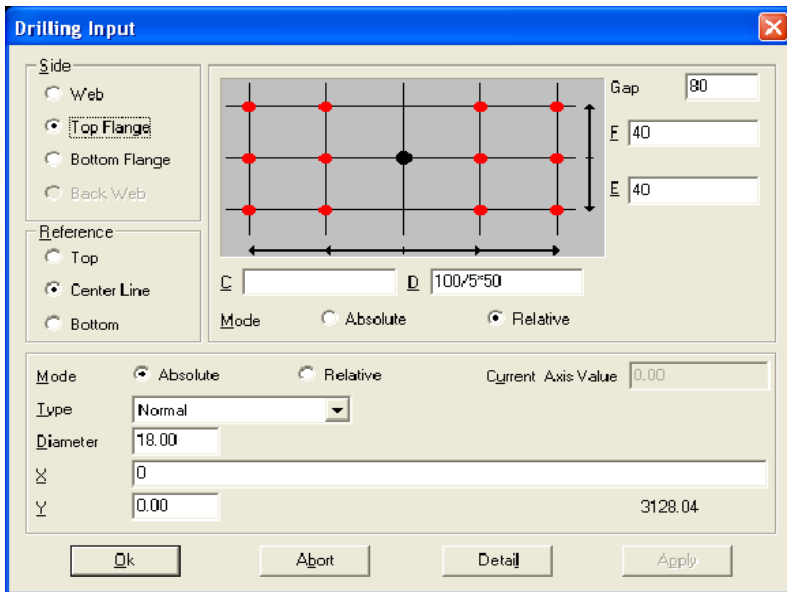 Drilling Input
Side
Web
Top Flange
Bottom Flange
Back Web
Reference
Top
Center Line
Bottom
Gap 80
F 40
E 40
C D 100/5*50
Mode Absolute Relative
Mode Absolute Relative Current Axis Value 0.00
Type Normal
Diameter 18.00
X 0
Y 0.00 3128.04
Ok Abort Detail Apply